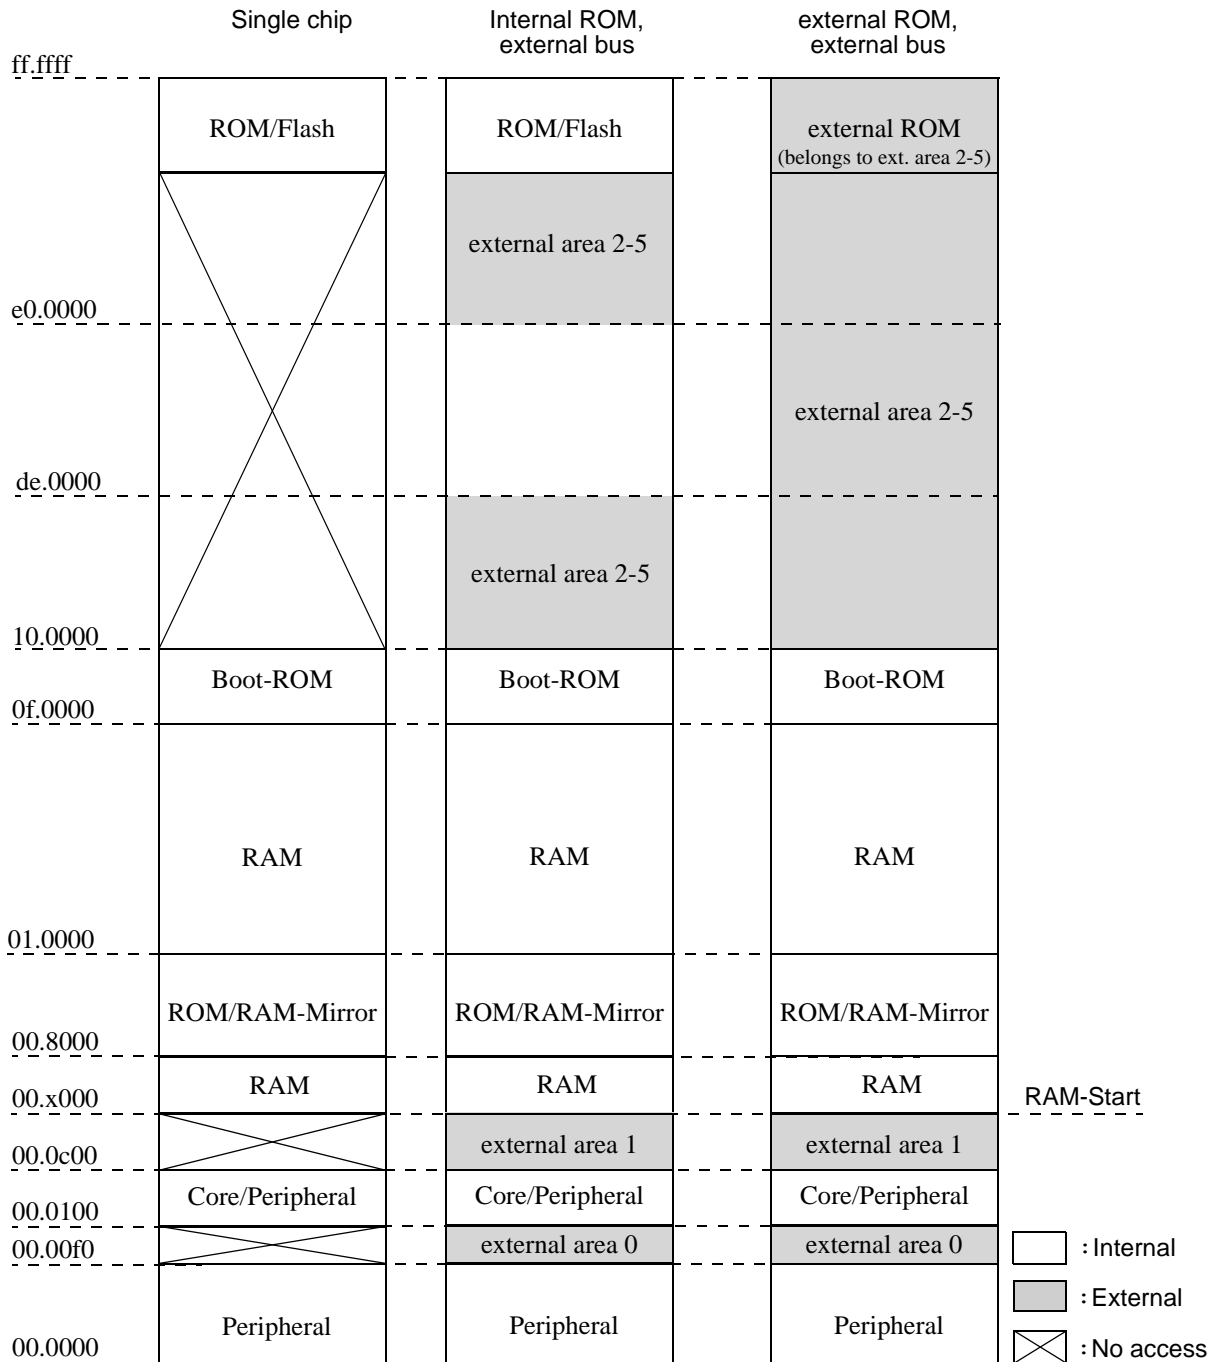 Single chip
Internal ROM,
external bus
external ROM,
external bus
ff.ffff
ROM/Flash
ROM/Flash
external ROM
(belongs to ext. area 2-5)
external area 2-5
e0.0000
external area 2-5
de.0000
external area 2-5
10.0000
Boot-ROM
Boot-ROM
Boot-ROM
0f.0000
RAM
RAM
RAM
01.0000
ROM/RAM-Mirror
ROM/RAM-Mirror
ROM/RAM-Mirror
00.8000
RAM
RAM
RAM
00.x000
RAM-Start
external area 1
external area 1
00.0c00
Core/Peripheral
Core/Peripheral
Core/Peripheral
00.0100
external area 0
external area 0
00.00f0
: Internal
: External
Peripheral
Peripheral
Peripheral
00.0000
: No access